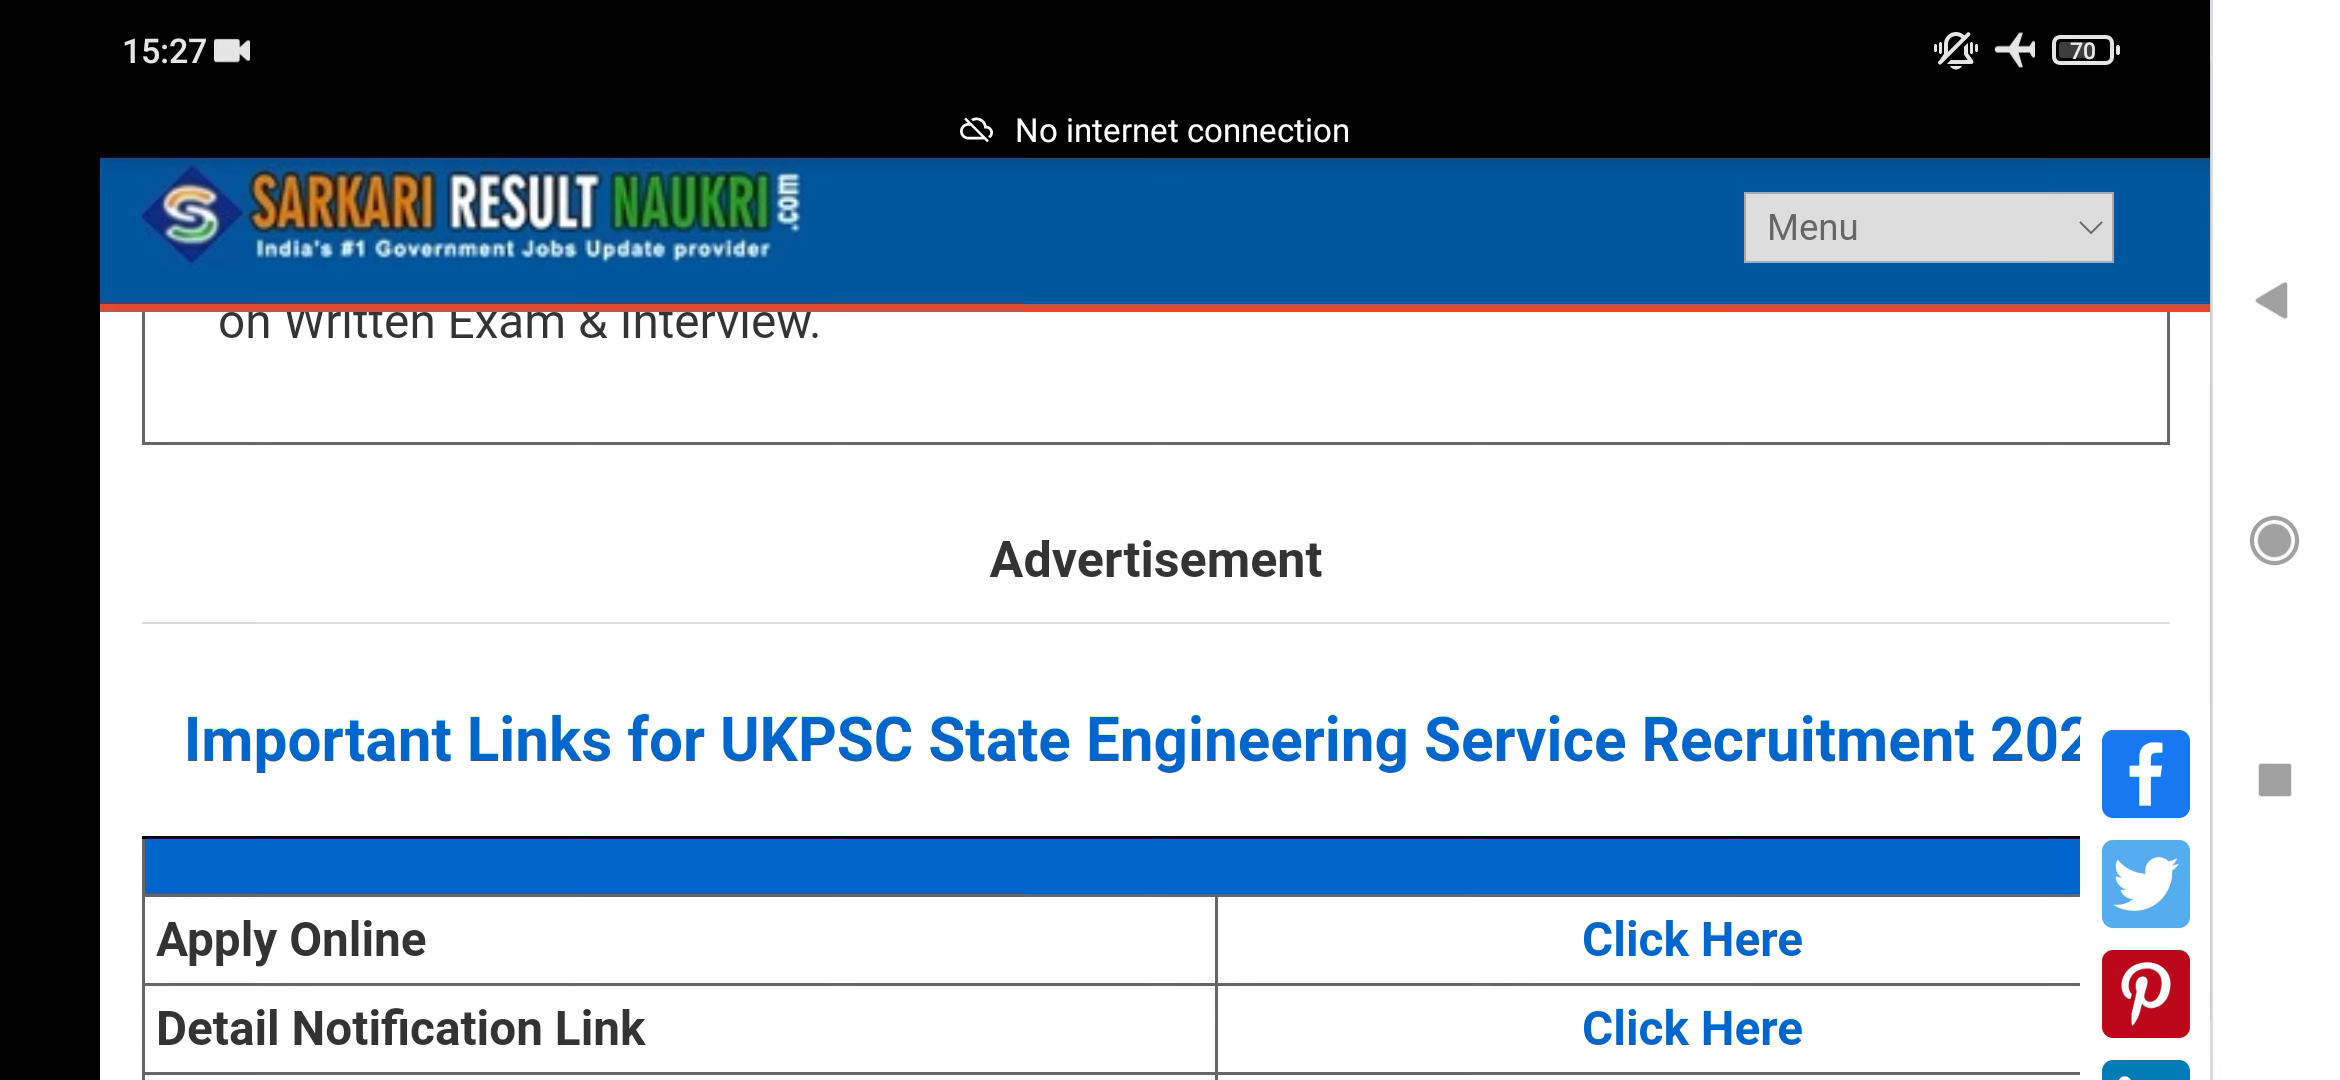 15:27
70
No internet connection
SARKARI RESULT NAUKRI .com
India's #1 Government Jobs Update provider
Menu
on Written Exam & Interview.
Advertisement
Important Links for UKPSC State Engineering Service Recruitment 202
Apply Online Click Here
Detail Notification Link Click Here